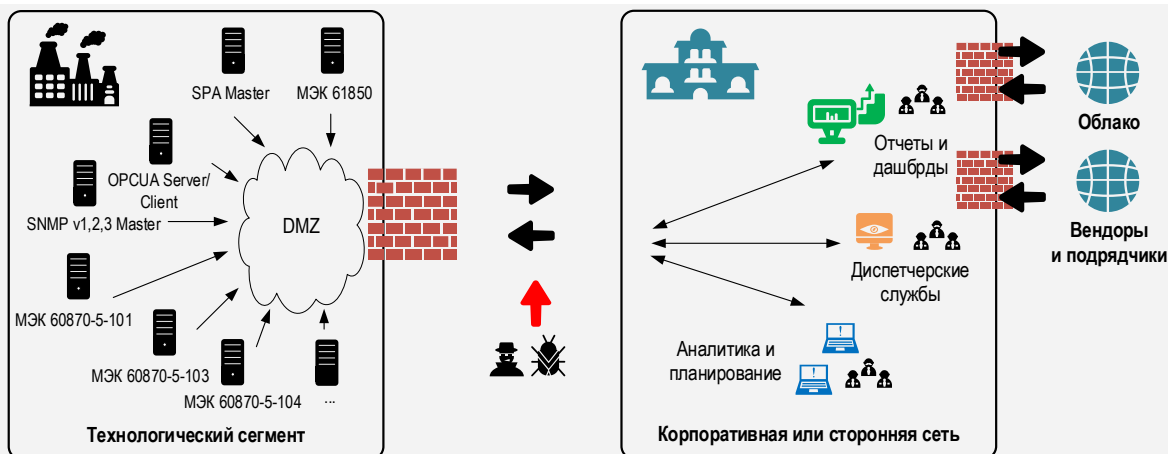 SPA Master
МЭК 61850
OPCUA Server/
Client
SNMP v1,2,3 Master
DMZ
МЭК 60870-5-101
МЭК 60870-5-103
МЭК 60870-5-104
...
Технологический сегмент
Отчеты и
дашбрды
Диспетчерские
службы
Аналитика и
планирование
Корпоративная или сторонняя сеть
Облако
Вендоры
и подрядчики